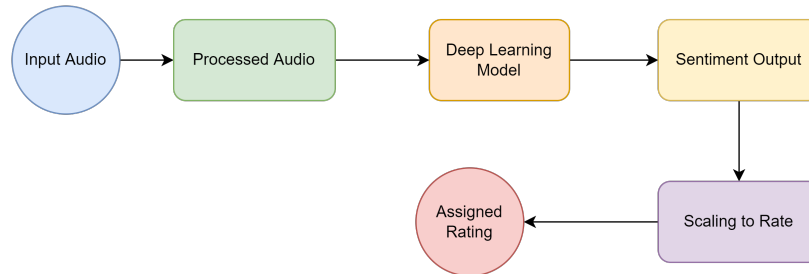 Input Audio
Processed Audio
Deep Learning
Model
Sentiment Output
Scaling to Rate
Assigned
Rating